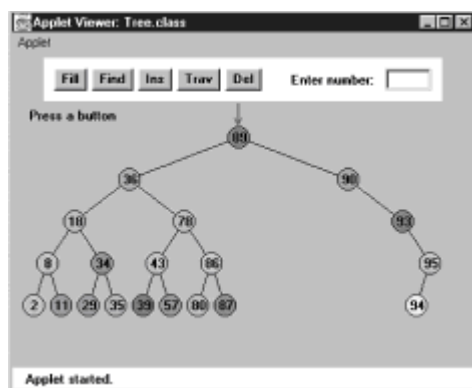 Applet Viewer: Tree.class
Applet
Fill Find Ins Trav Del Enter number:
Press a button
89
36 90
18 78 93
8 34 43 86 95
2 11 29 35 39 57 80 87 94
Applet started.